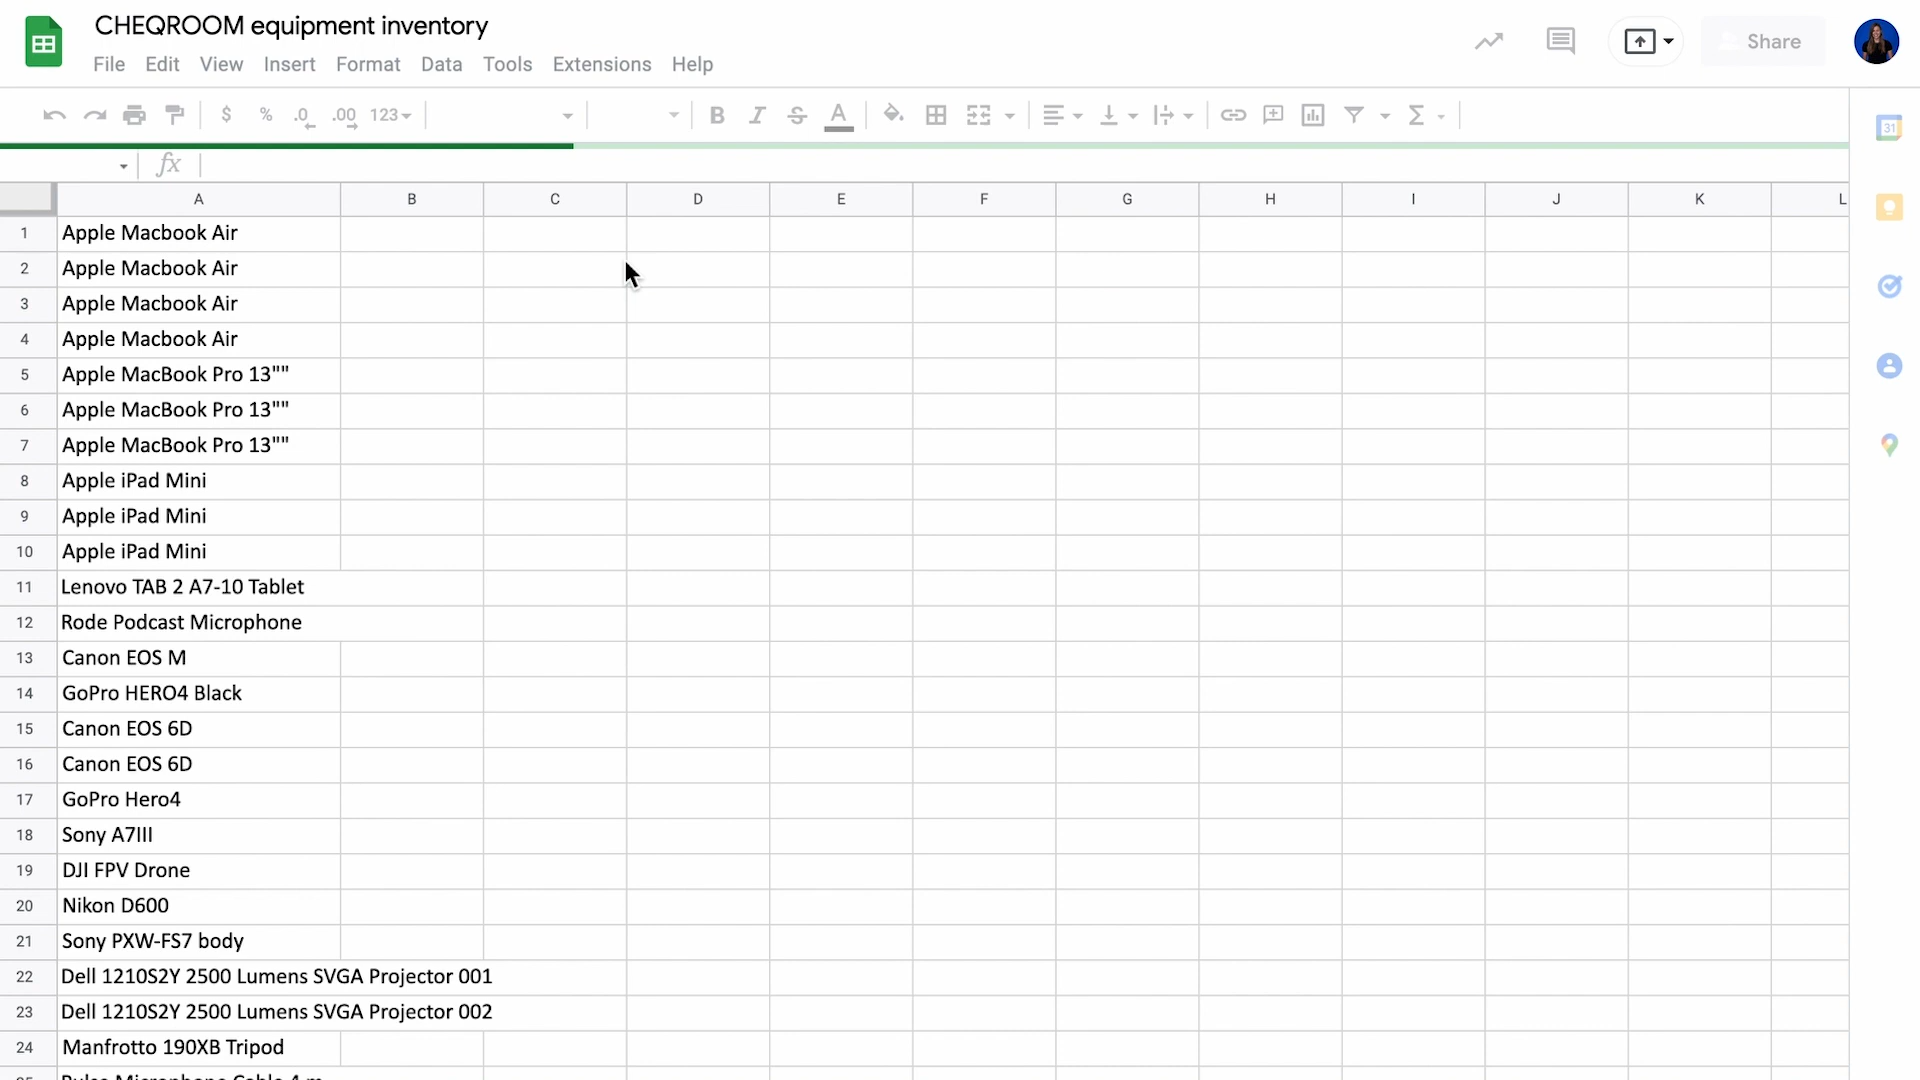 CHEQROOM equipment inventory
File Edit View Insert Format Data Tools Extensions Help
Share
$ % .0 .00 123 B I S A Σ
31
fx
A B C D E F G H I J K L
1 Apple Macbook Air
2 Apple Macbook Air
3 Apple Macbook Air
4 Apple Macbook Air
5 Apple MacBook Pro 13""
6 Apple MacBook Pro 13""
7 Apple MacBook Pro 13""
8 Apple iPad Mini
9 Apple iPad Mini
10 Apple iPad Mini
11 Lenovo TAB 2 A7-10 Tablet
12 Rode Podcast Microphone
13 Canon EOS M
14 GoPro HERO4 Black
15 Canon EOS 6D
16 Canon EOS 6D
17 GoPro Hero4
18 Sony A7III
19 DJI FPV Drone
20 Nikon D600
21 Sony PXW-FS7 body
22 Dell 1210S2Y 2500 Lumens SVGA Projector 001
23 Dell 1210S2Y 2500 Lumens SVGA Projector 002
24 Manfrotto 190XB Tripod